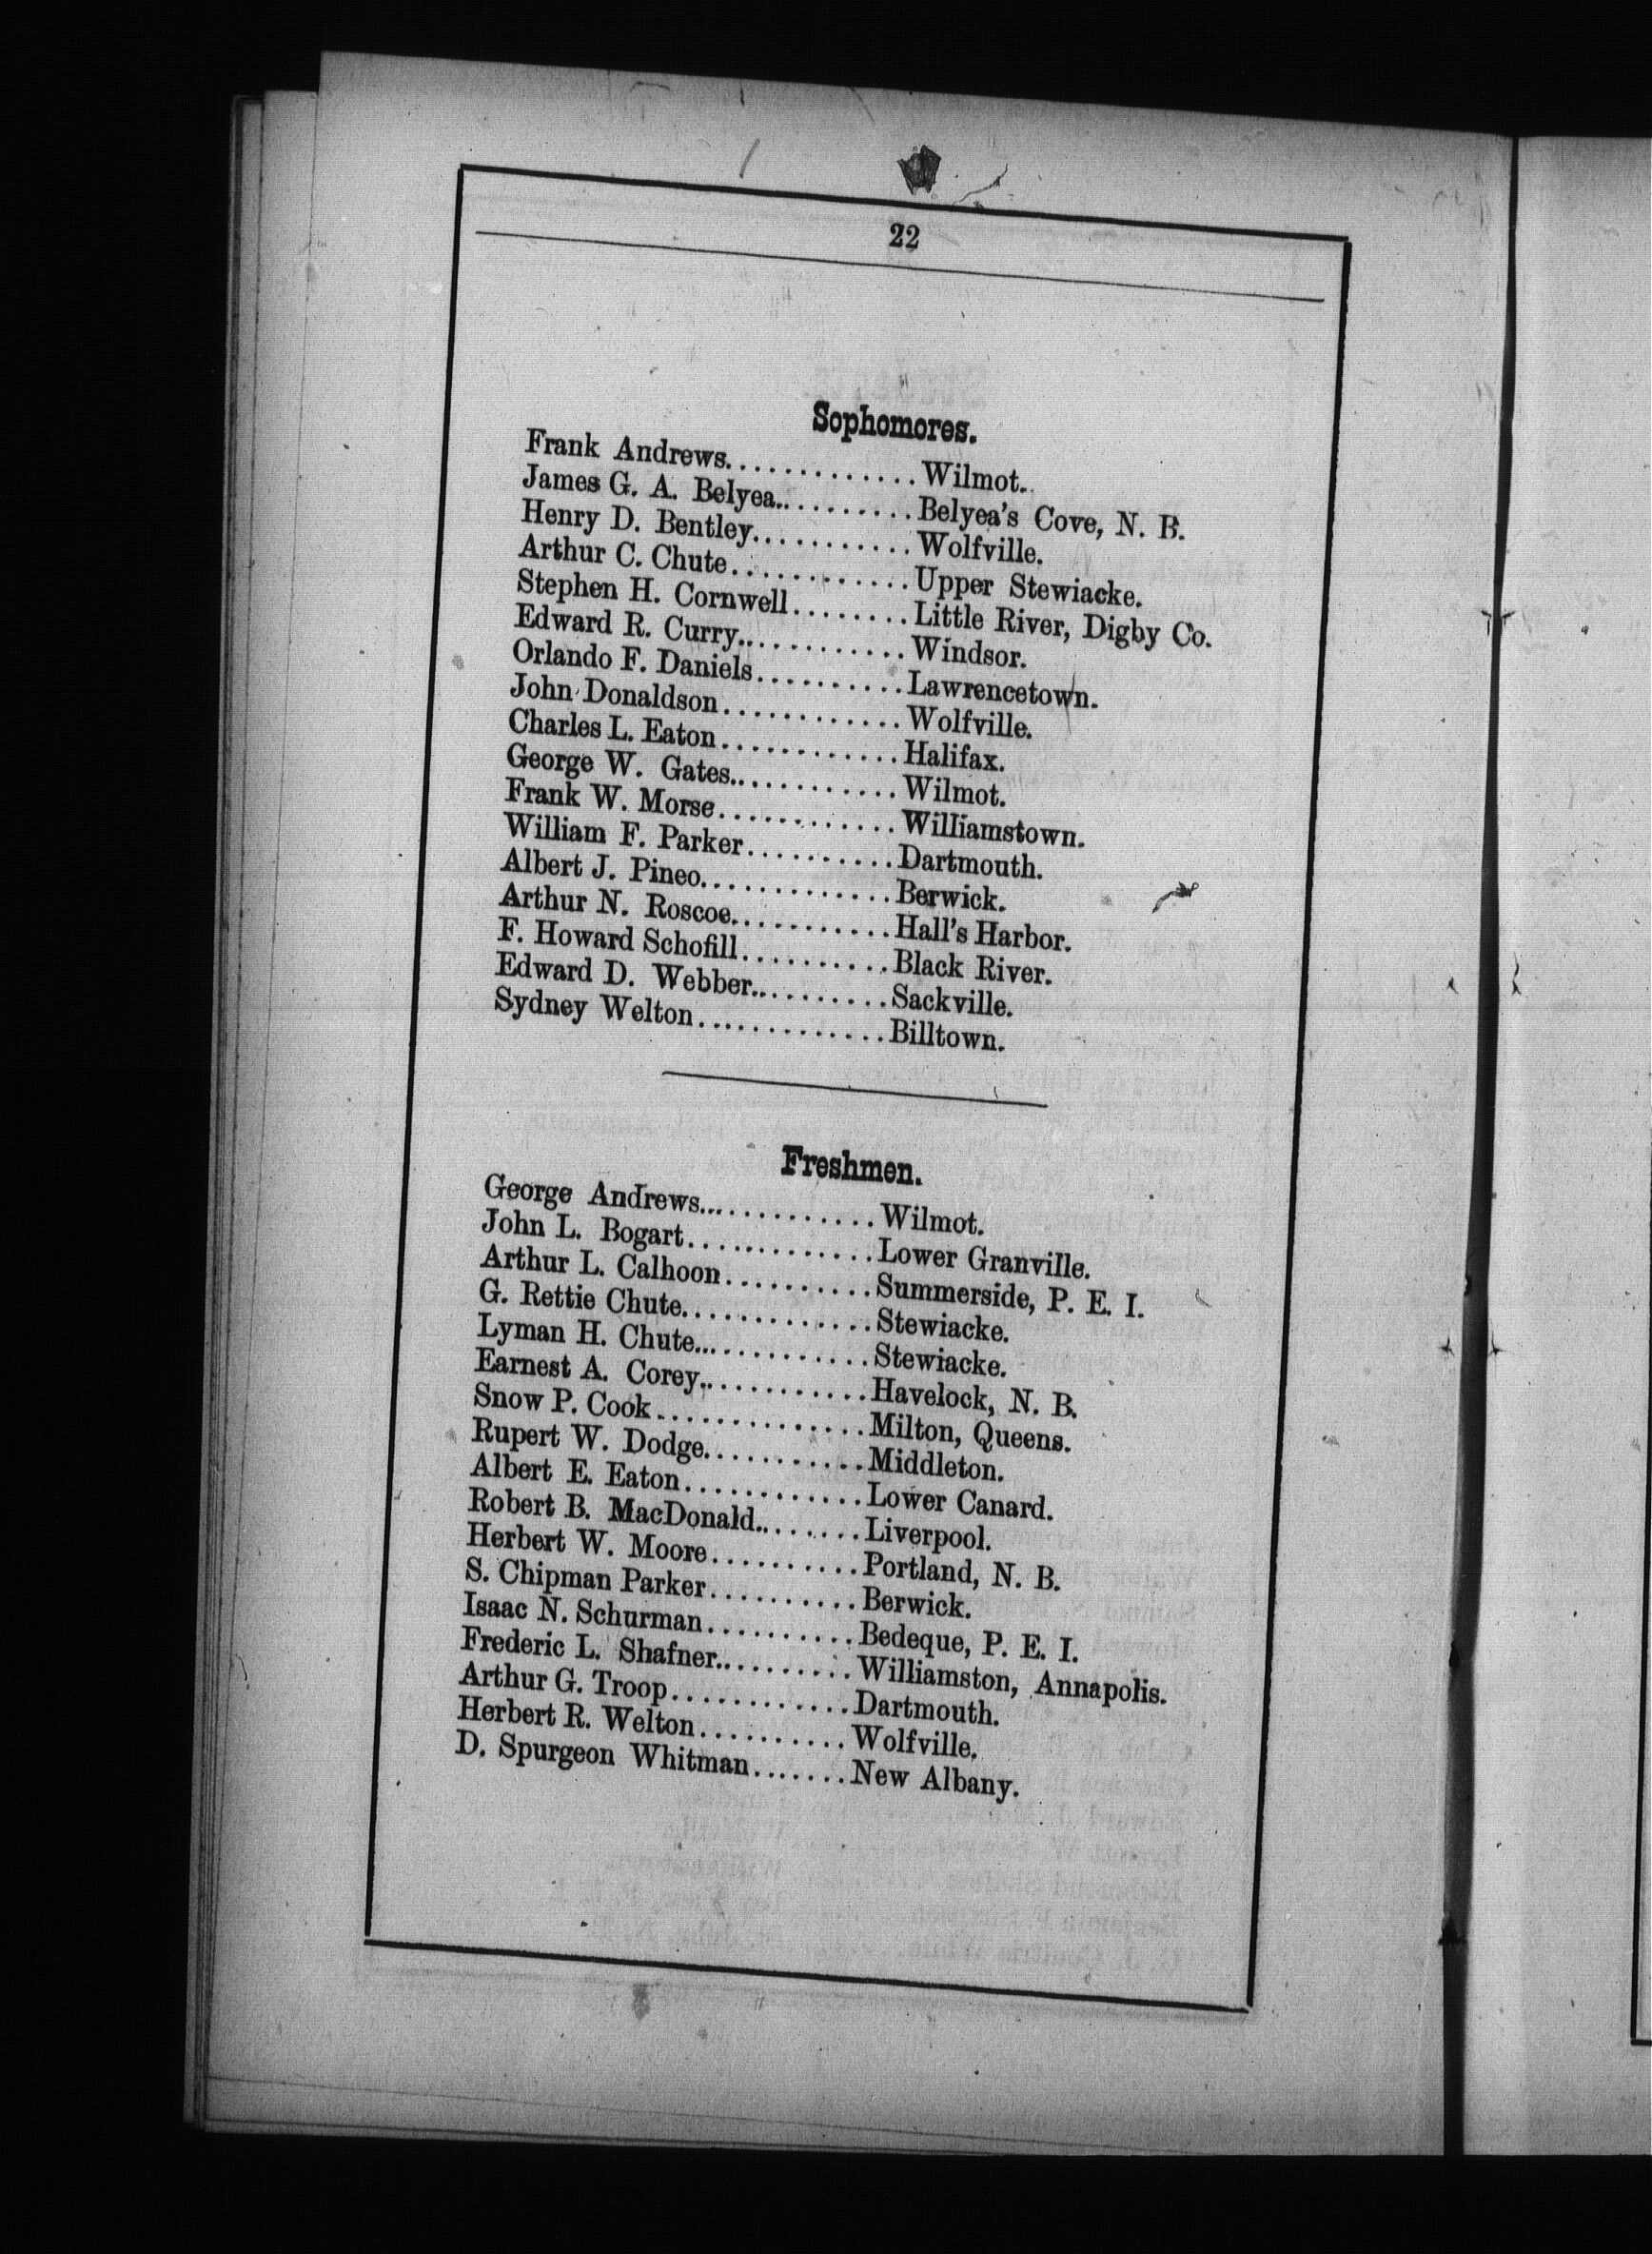 22
Sophomores.
Frank Andrews............Wilmot.
James G. A. Belyea..........Belyea's Cove, N. B.
Henry D. Bentley...........Wolfville.
Arthur C. Chute............Upper Stewiacke.
Stephen H. Cornwell........Little River, Digby Co.
Edward R. Curry............Windsor.
Orlando F. Daniels..........Lawrencetown.
John Donaldson............Wolfville.
Charles L. Eaton............Halifax.
George W. Gates............Wilmot.
Frank W. Morse............Williamstown.
William F. Parker..........Dartmouth.
Albert J. Pineo.............Berwick.
Arthur N. Roscoe...........Hall's Harbor.
F. Howard Schofill..........Black River.
Edward D. Webber..........Sackville.
Sydney Welton.............Billtown.
Freshmen.
George Andrews.............Wilmot.
John L. Bogart.............Lower Granville.
Arthur L. Calhoon..........Summerside, P. E. I.
G. Rettie Chute.............Stewiacke.
Lyman H. Chute.............Stewiacke.
Earnest A. Corey............Havelock, N. B.
Snow P. Cook..............Milton, Queens.
Rupert W. Dodge...........Middleton.
Albert E. Eaton............Lower Canard.
Robert B. MacDonald........Liverpool.
Herbert W. Moore..........Portland, N. B.
S. Chipman Parker..........Berwick.
Isaac N. Schurman..........Bedeque, P. E. I.
Frederic L. Shafner..........Williamston, Annapolis.
Arthur G. Troop............Dartmouth.
Herbert R. Welton..........Wolfville.
D. Spurgeon Whitman.......New Albany.